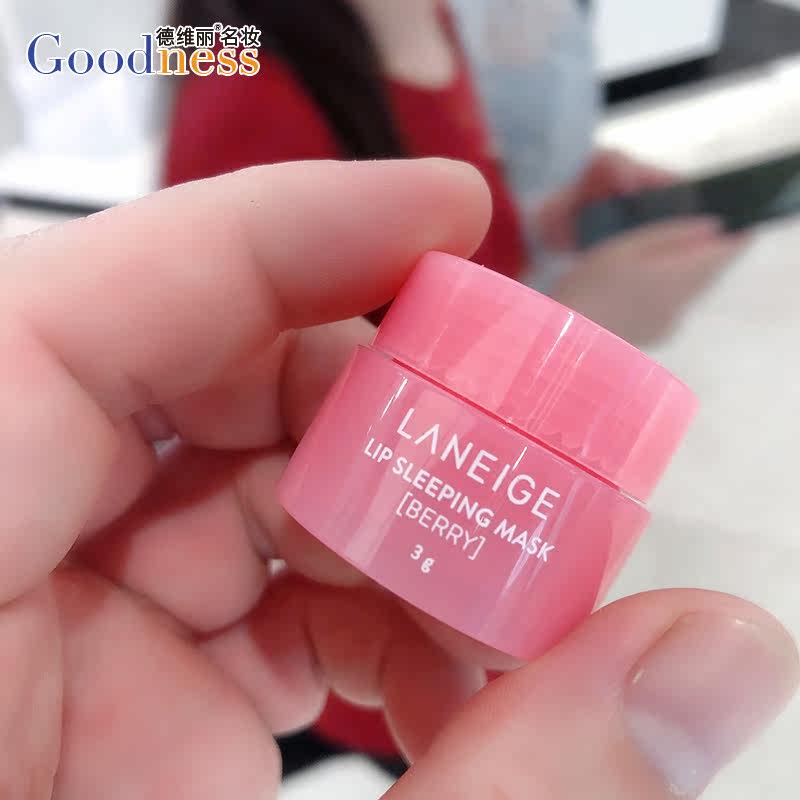 德维丽®名妆
Goodness
LANEIGE
LIP SLEEPING MASK
[BERRY]
3 g